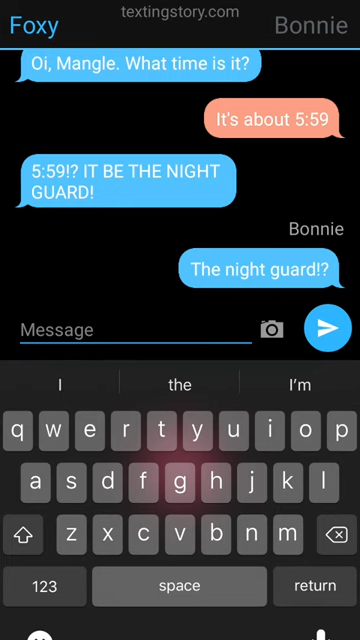 textingstory.com
Foxy
Bonnie
Oi, Mangle. What time is it?
It's about 5:59
5:59!? IT BE THE NIGHT
GUARD!
Bonnie
The night guard!?
Message
I the I'm
q w e r t y u i o p
a s d f g h j k l
z x c v b n m
123 space return